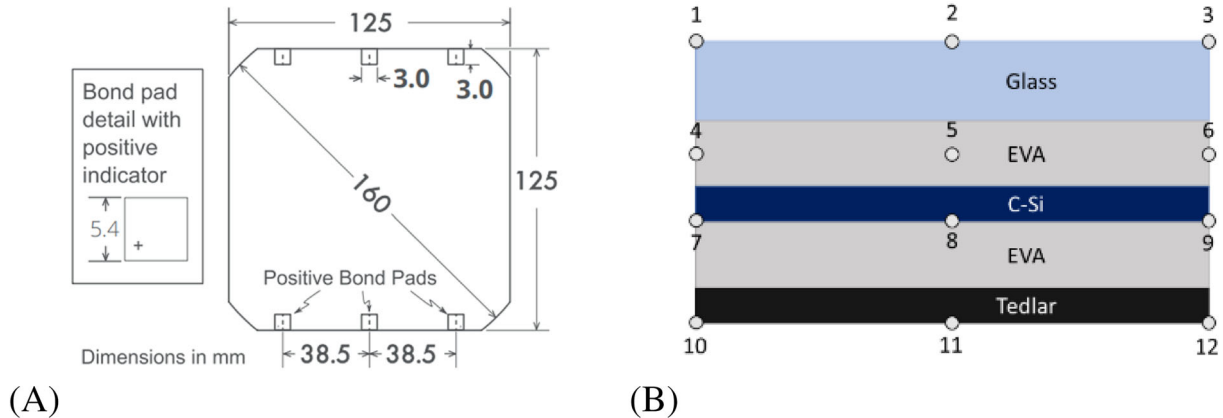 125
3.0
3.0
Bond pad
detail with
positive
indicator
5.4
+
160
125
Positive Bond Pads
Dimensions in mm
38.5
38.5
(A)
1
2
3
Glass
4
5
6
EVA
C-Si
7
8
9
EVA
Tedlar
10
11
12
(B)